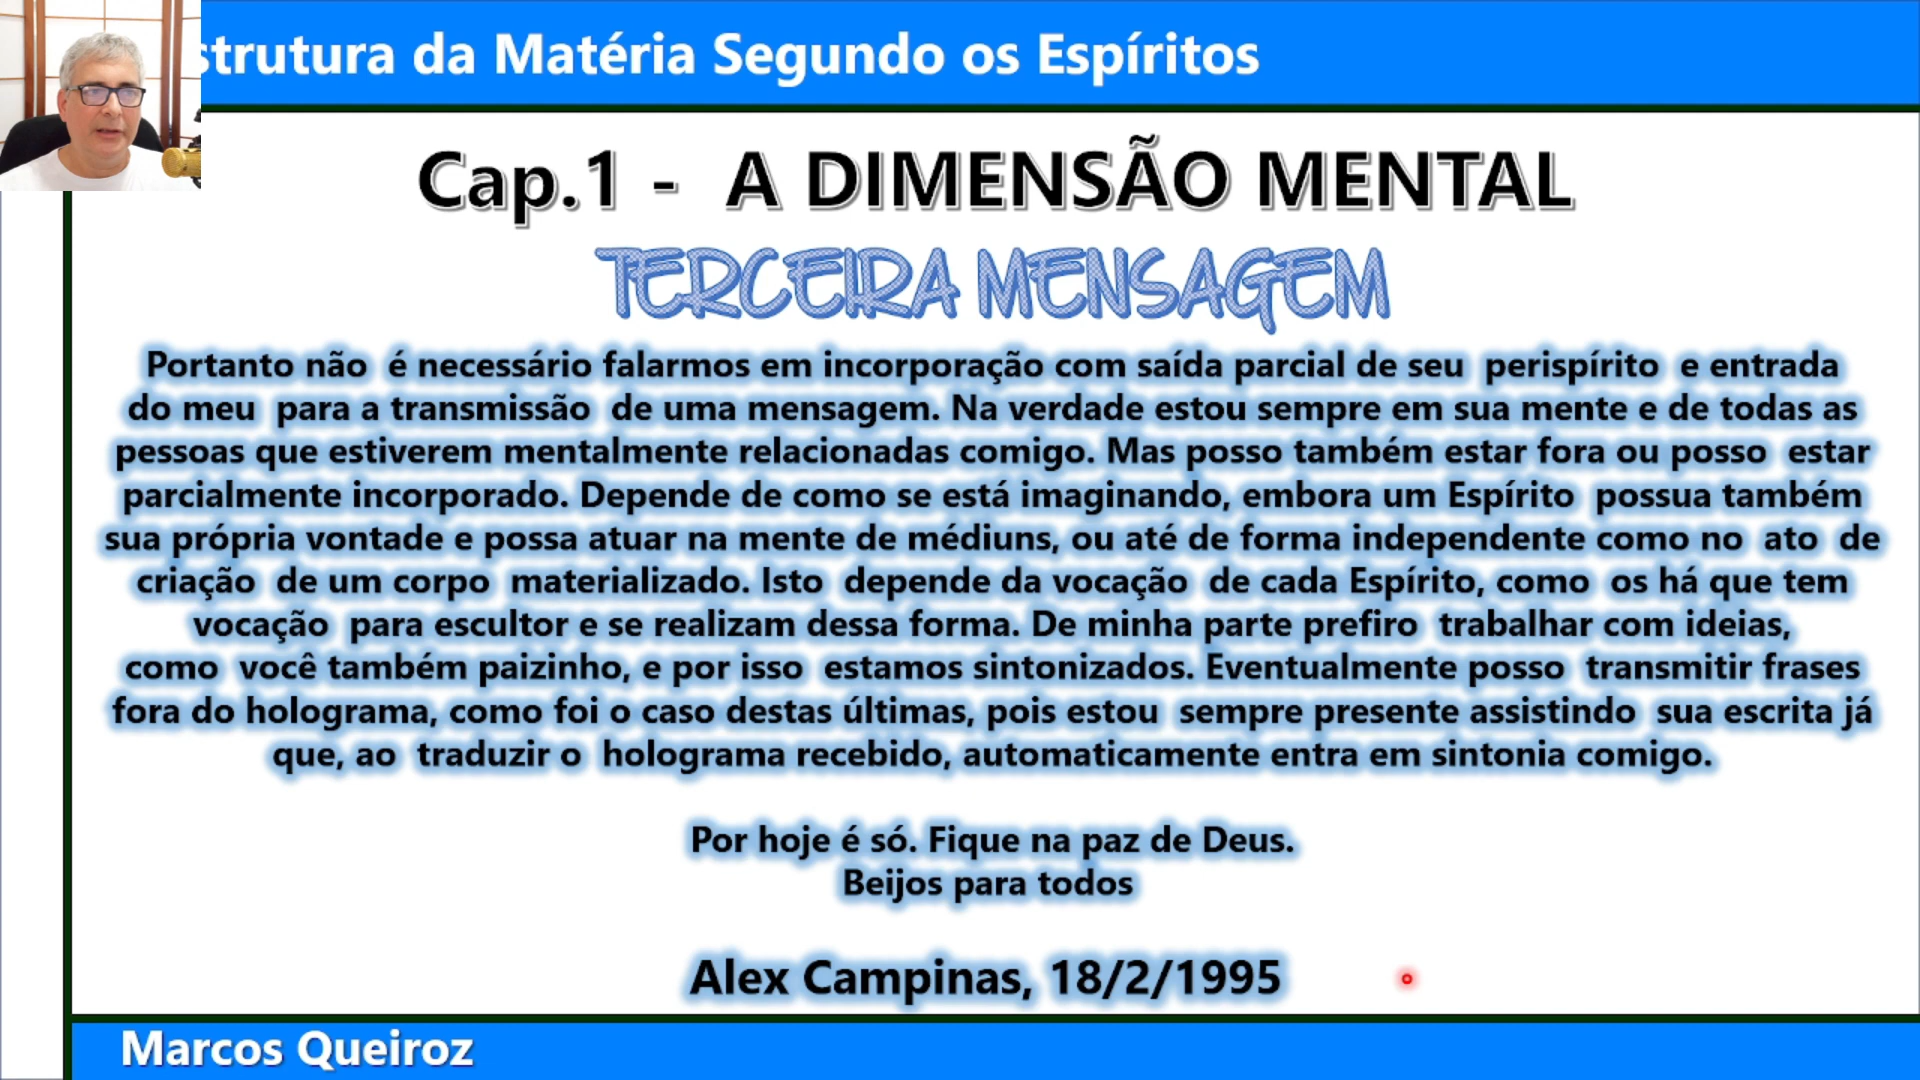 strutura da Matéria Segundo os Espíritos
Cap.1 - A DIMENSÃO MENTAL
TERCEIRA MENSAGEM
Portanto não é necessário falarmos em incorporação com saída parcial de seu perispírito e entrada
do meu para a transmissão de uma mensagem. Na verdade estou sempre em sua mente e de todas as
pessoas que estiverem mentalmente relacionadas comigo. Mas posso também estar fora ou posso estar
parcialmente incorporado. Depende de como se está imaginando, embora um Espírito possua também
sua própria vontade e possa atuar na mente de médiuns, ou até de forma independente como no ato de
criação de um corpo materializado. Isto depende da vocação de cada Espírito, como os há que tem
vocação para escultor e se realizam dessa forma. De minha parte prefiro trabalhar com ideias,
como você também paizinho, e por isso estamos sintonizados. Eventualmente posso transmitir frases
fora do holograma, como foi o caso destas últimas, pois estou sempre presente assistindo sua escrita já
que, ao traduzir o holograma recebido, automaticamente entra em sintonia comigo.
Por hoje é só. Fique na paz de Deus.
Beijos para todos
Alex Campinas, 18/2/1995
Marcos Queiroz